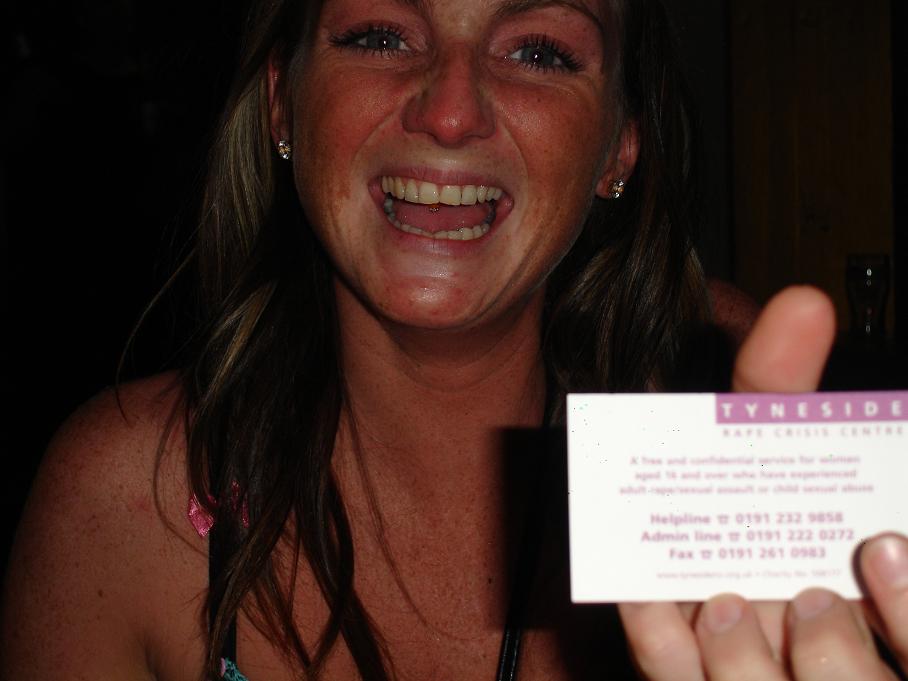 TYNESIDE
RAPE CRISIS CENTRE
A free and confidential service for women
aged 16 and over who have experienced
adult-rape/sexual assault or child sexual abuse
Helpline ☎ 0191 232 9858
Admin line ☎ 0191 222 0272
Fax ☎ 0191 261 0983
Charity No.